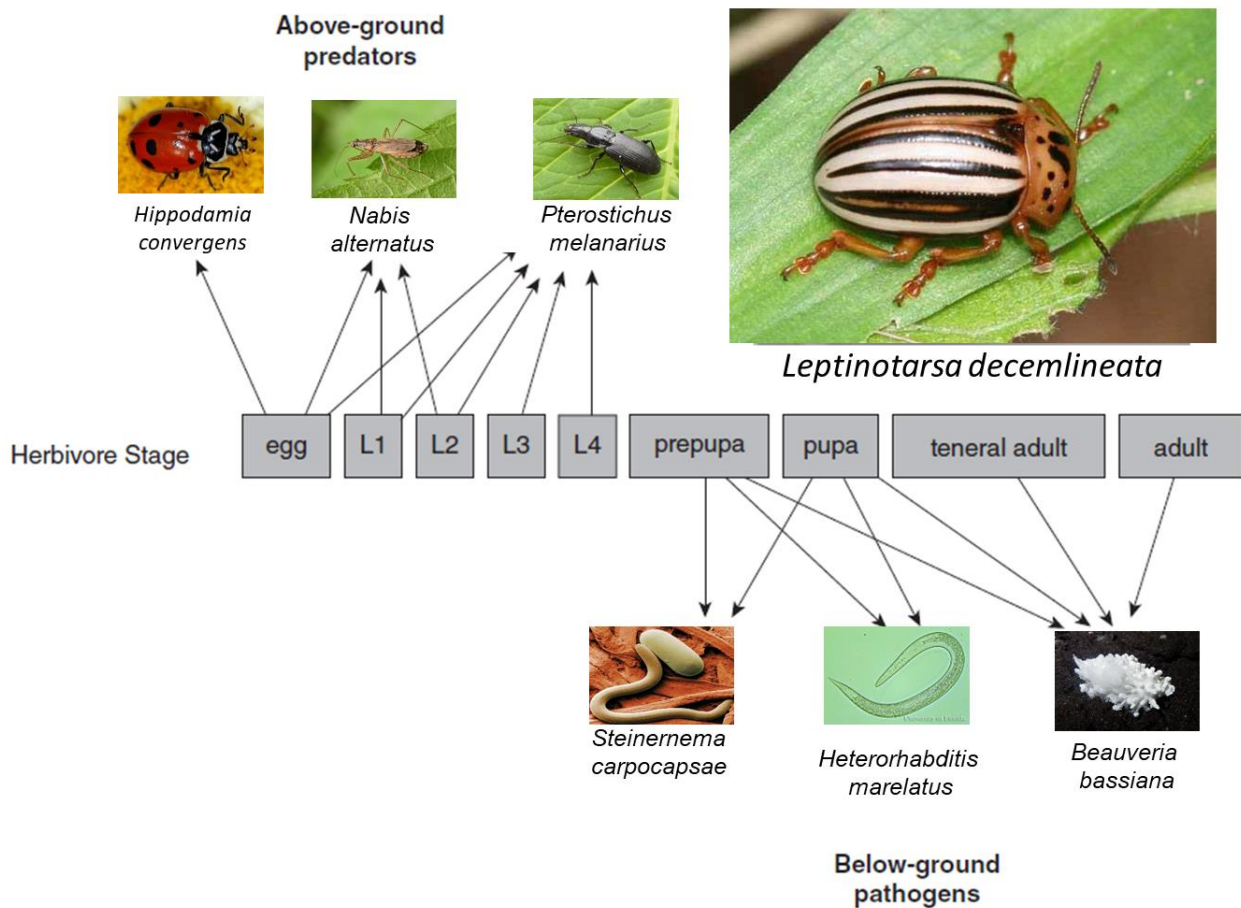 Above-ground
predators
Hippodamia
convergens
Nabis
alternatus
Pterostichus
melanarius
Leptinotarsa decemlineata
Herbivore Stage
egg
L1
L2
L3
L4
prepupa
pupa
teneral adult
adult
Steinernema
carpocapsae
Heterorhabditis
marelatus
Beauveria
bassiana
Below-ground
pathogens